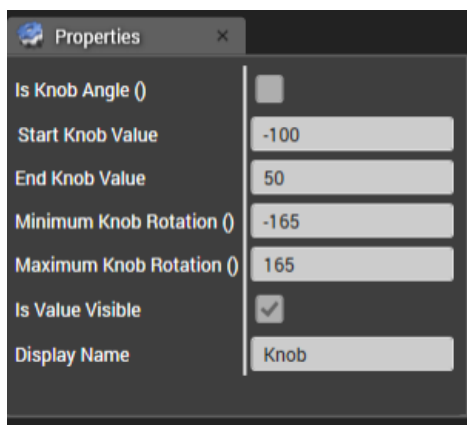 Properties ×
Is Knob Angle ()
Start Knob Value -100
End Knob Value 50
Minimum Knob Rotation () -165
Maximum Knob Rotation () 165
Is Value Visible
Display Name Knob